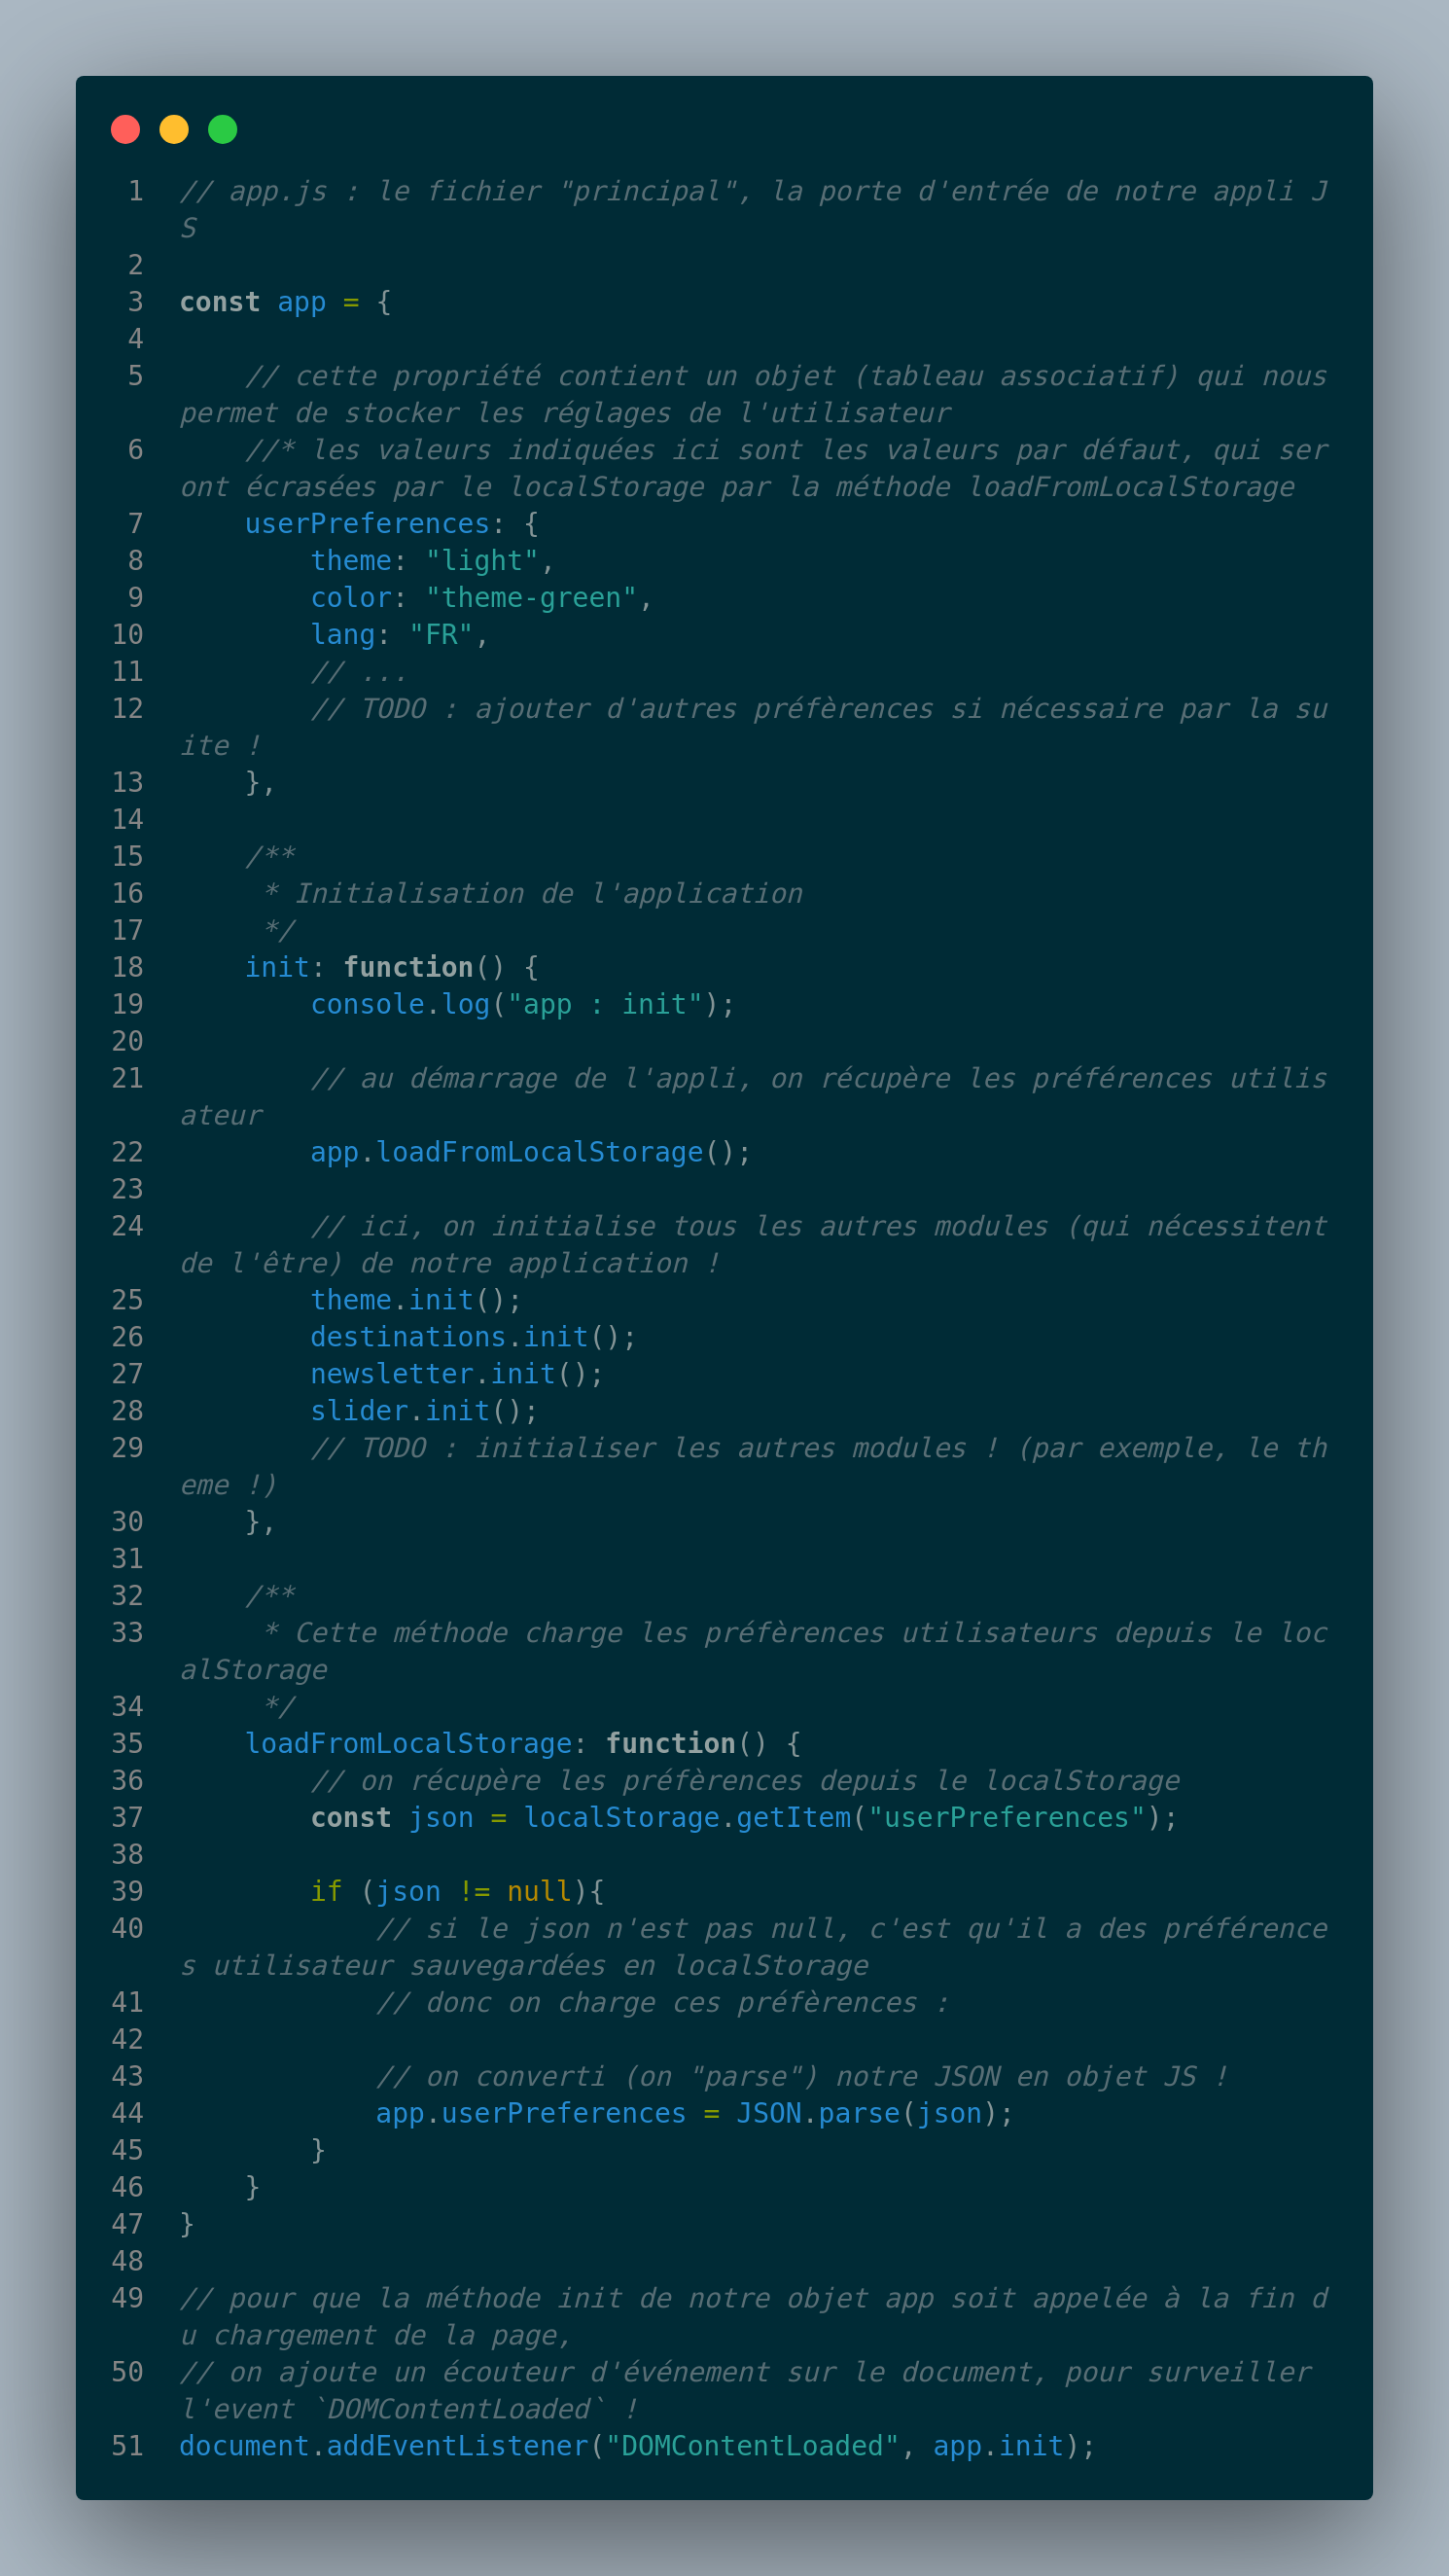 1 // app.js : le fichier "principal", la porte d'entrée de notre appli J
S
2
3 const app = {
4
5     // cette propriété contient un objet (tableau associatif) qui nous
permet de stocker les réglages de l'utilisateur
6     //* les valeurs indiquées ici sont les valeurs par défaut, qui ser
ont écrasées par le localStorage par la méthode loadFromLocalStorage
7     userPreferences: {
8         theme: "light",
9         color: "theme-green",
10         lang: "FR",
11         // ...
12         // TODO : ajouter d'autres préfèrences si nécessaire par la su
ite !
13     },
14
15     /**
16      * Initialisation de l'application
17      */
18     init: function() {
19         console.log("app : init");
20
21         // au démarrage de l'appli, on récupère les préférences utilis
ateur
22         app.loadFromLocalStorage();
23
24         // ici, on initialise tous les autres modules (qui nécessitent
de l'être) de notre application !
25         theme.init();
26         destinations.init();
27         newsletter.init();
28         slider.init();
29         // TODO : initialiser les autres modules ! (par exemple, le th
eme !)
30     },
31
32     /**
33      * Cette méthode charge les préfèrences utilisateurs depuis le loc
alStorage
34      */
35     loadFromLocalStorage: function() {
36         // on récupère les préfèrences depuis le localStorage
37         const json = localStorage.getItem("userPreferences");
38
39         if (json != null){
40             // si le json n'est pas null, c'est qu'il a des préférence
s utilisateur sauvegardées en localStorage
41             // donc on charge ces préfèrences :
42
43             // on converti (on "parse") notre JSON en objet JS !
44             app.userPreferences = JSON.parse(json);
45         }
46     }
47 }
48
49 // pour que la méthode init de notre objet app soit appelée à la fin d
u chargement de la page,
50 // on ajoute un écouteur d'événement sur le document, pour surveiller
l'event `DOMContentLoaded` !
51 document.addEventListener("DOMContentLoaded", app.init);